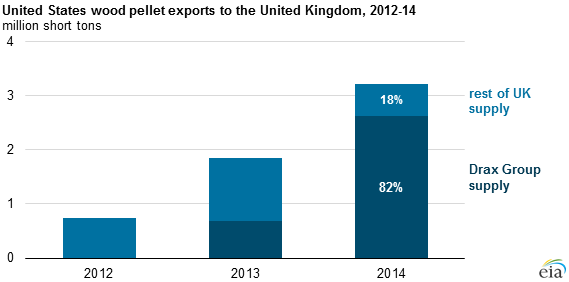 United States wood pellet exports to the United Kingdom, 2012-14
million short tons
4
3
2
1
0
18%
82%
rest of UK
supply
Drax Group
supply
2012
2013
2014
eia